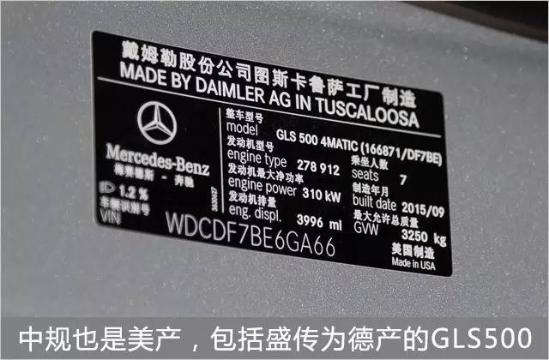 戴姆勒股份公司图斯卡鲁萨工厂制造
MADE BY DAIMLER AG IN TUSCALOOSA
整车型号
model GLS 500 4MATIC (166871/DF7BE)
发动机型号 乘坐人数
engine type 278 912 seats 7
发动机最大净功率 制造年月
engine power 310 kW built date 2015/09
发动机排量 最大允许总质量
eng. displ. 3996 ml GVW 3250 kg
Mercedes-Benz
梅赛德斯-奔驰
1.2 %
车辆识别号
VIN WDCDF7BE6GA66
美国制造
Made in USA
中规也是美产，包括盛传为德产的GLS500